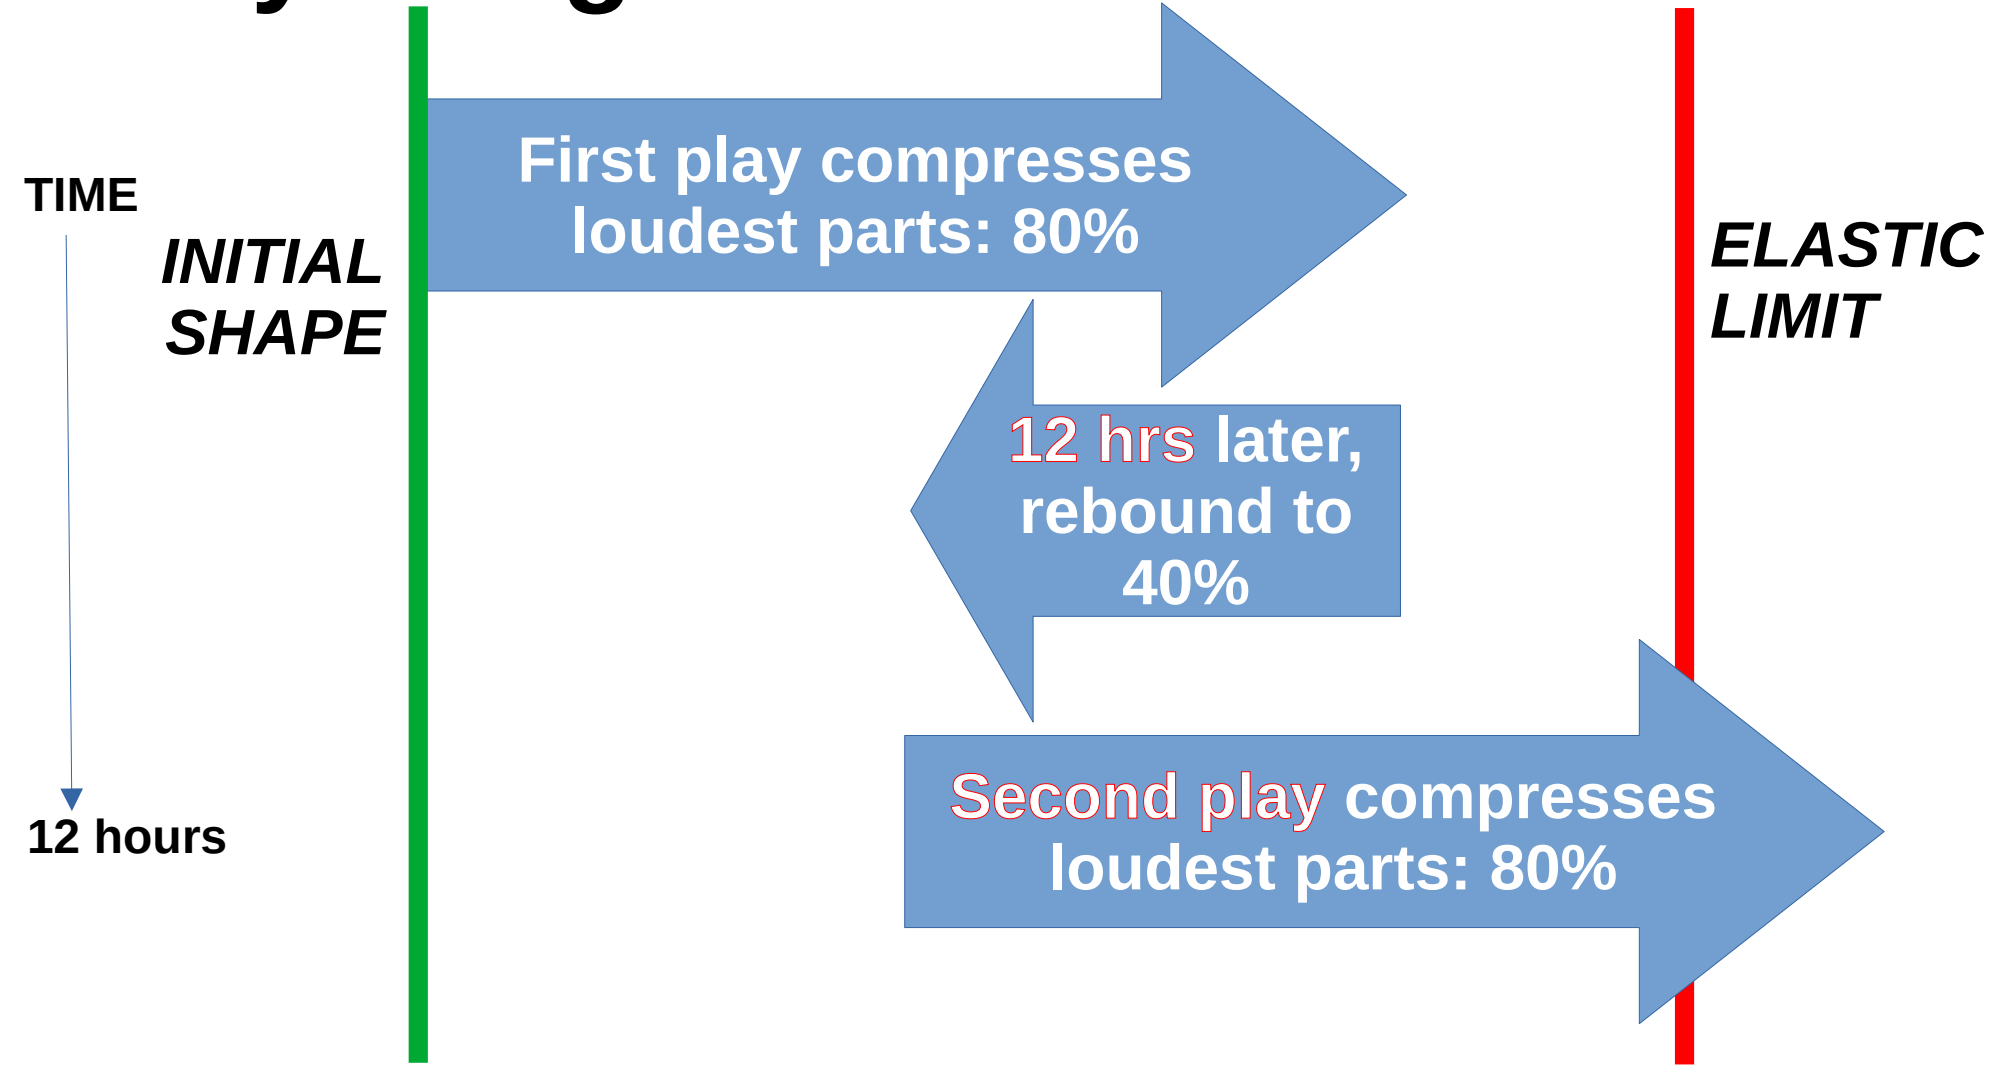 First play compresses
loudest parts: 80%
TIME
INITIAL
SHAPE
ELASTIC
LIMIT
12 hrs later,
rebound to
40%
Second play compresses
loudest parts: 80%
12 hours